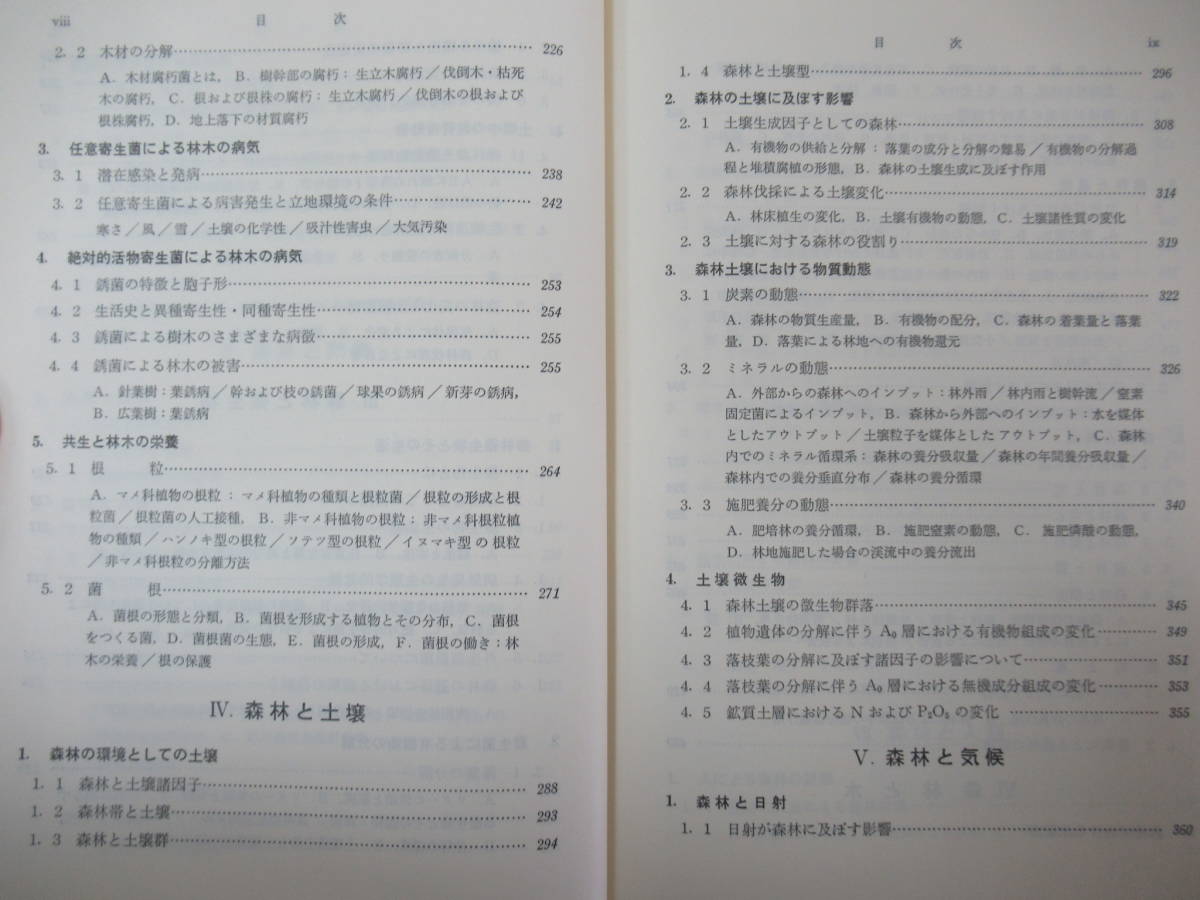 viii 目 次
2. 2 木材の分解 226
A. 木材腐朽菌とは, B. 樹幹部の腐朽: 生立木腐朽/伐倒木・枯死
木の腐朽, C. 根および根株の腐朽: 生立木腐朽/伐倒木の根および
根株腐朽, D. 地上落下の材質腐朽
3. 任意寄生菌による林木の病気
3. 1 潜在感染と発病 238
3. 2 任意寄生菌による病害発生と立地環境の条件 242
寒さ/風/雪/土壌の化学性/吸汁性害虫/大気汚染
4. 絶対的活物寄生菌による林木の病気
4. 1 銹菌の特徴と胞子形 253
4. 2 生活史と異種寄生性・同種寄生性 254
4. 3 銹菌による樹木のさまざまな病徴 255
4. 4 銹菌による林木の被害 255
A. 針葉樹: 葉銹病/幹および枝の銹菌/球果の銹病/新芽の銹病,
B. 広葉樹: 葉銹病
5. 共生と林木の栄養
5. 1 根 粒 264
A. マメ科植物の根粒: マメ科植物の種類と根粒菌/根粒の形成と根
粒菌/根粒菌の人工接種, B. 非マメ科植物の根粒: 非マメ科根粒植
物の種類/ハンノキ型の根粒/ソテツ型の根粒/イヌマキ型の根粒
/非マメ科根粒の分離方法
5. 2 菌 根 271
A. 菌根の形態と分類, B. 菌根を形成する植物とその分布, C. 菌根
をつくる菌, D. 菌根菌の生態, E. 菌根の形成, F. 菌根の働き: 林
木の栄養/根の保護
IV. 森林と土壌
1. 森林の環境としての土壌
1. 1 森林と土壌諸因子 288
1. 2 森林帯と土壌 293
1. 3 森林と土壌群 294
目 次 ix
1. 4 森林と土壌型 296
2. 森林の土壌に及ぼす影響
2. 1 土壌生成因子としての森林 308
A. 有機物の供給と分解: 落葉の成分と分解の難易/有機物の分解過
程と堆積腐植の形態, B. 森林の土壌生成に及ぼす作用
2. 2 森林伐採による土壌変化 314
A. 林床植生の変化, B. 土壌有機物の動態, C. 土壌諸性質の変化
2. 3 土壌に対する森林の役割り 319
3. 森林土壌における物質動態
3. 1 炭素の動態 322
A. 森林の物質生産量, B. 有機物の配分, C. 森林の着葉量と落葉
量, D. 落葉による林地への有機物還元
3. 2 ミネラルの動態 326
A. 外部からの森林へのインプット: 林外雨/林内雨と樹幹流/窒素
固定菌によるインプット, B. 森林から外部へのインプット: 水を媒体
としたアウトプット/土壌粒子を媒体としたアウトプット, C. 森林
内でのミネラル循環系: 森林の養分吸収量/森林の年間養分吸収量/
森林内での養分垂直分布/森林の養分循環
3. 3 施肥養分の動態 340
A. 肥培林の養分循環, B. 施肥窒素の動態, C. 施肥燐酸の動態,
D. 林地施肥した場合の渓流中の養分流出
4. 土壌微生物
4. 1 森林土壌の微生物群落 345
4. 2 植物遺体の分解に伴う A₀ 層における有機物組成の変化 349
4. 3 落枝葉の分解に及ぼす諸因子の影響について 351
4. 4 落枝葉の分解に伴う A₀ 層における無機成分組成の変化 353
4. 5 鉱質土層における N および P₂O₅ の変化 355
V. 森林と気候
1. 森林と日射
1. 1 日射が森林に及ぼす影響 360